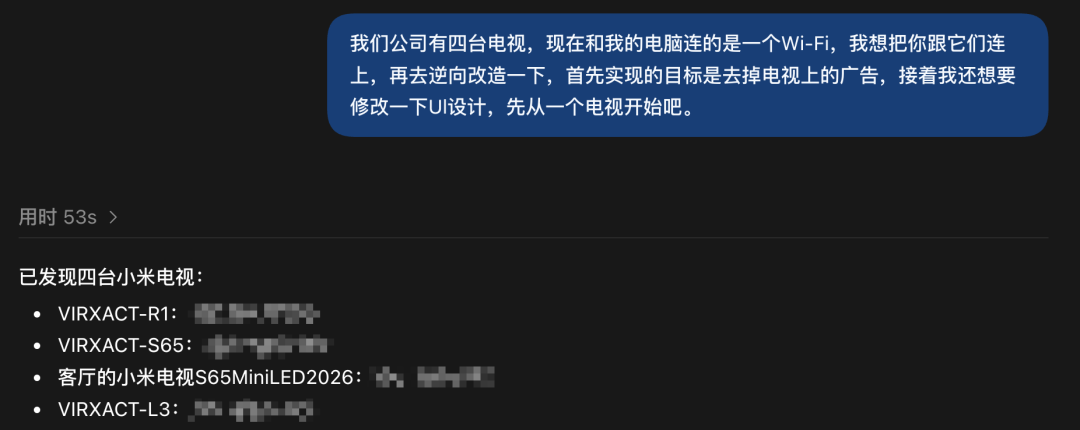 我们公司有四台电视，现在和我的电脑连的是一个Wi-Fi，我想把你跟它们连
上，再去逆向改造一下，首先实现的目标是去掉电视上的广告，接着我还想要
修改一下UI设计，先从一个电视开始吧。
用时 53s >
已发现四台小米电视：
• VIRXACT-R1：
• VIRXACT-S65：
• 客厅的小米电视S65MiniLED2026：
• VIRXACT-L3：